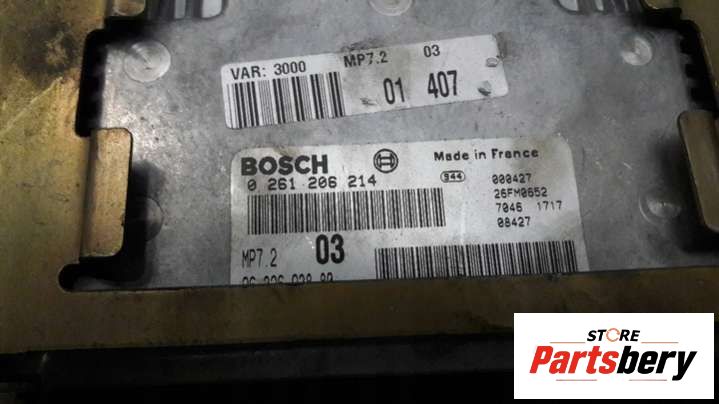 VAR: 3000 MP7.2 03
01 407
BOSCH Made in France
0 261 206 214
944 000427
26FM0652
7046 1717
08427
MP7.2 03
STORE
Partsbery